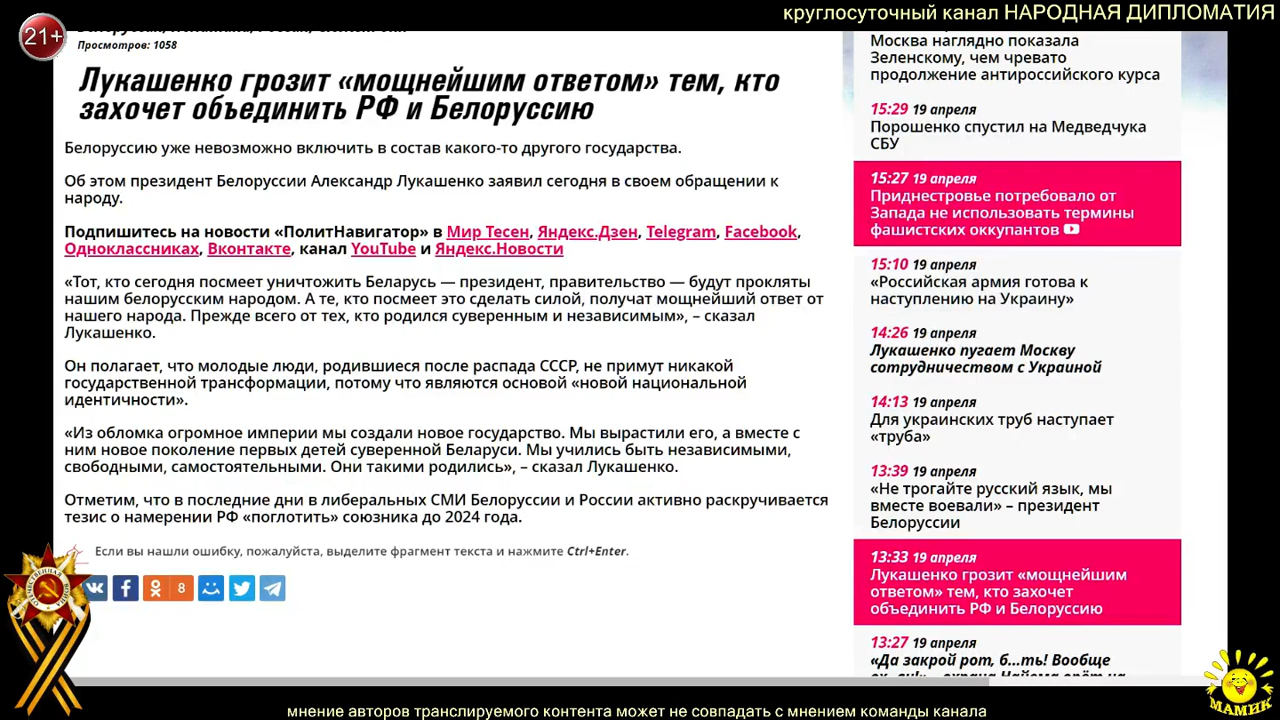 круглосуточный канал НАРОДНАЯ ДИПЛОМАТИЯ
21+
Просмотров: 1058
Лукашенко грозит «мощнейшим ответом» тем, кто
захочет объединить РФ и Белоруссию
Белоруссию уже невозможно включить в состав какого-то другого государства.
Об этом президент Белоруссии Александр Лукашенко заявил сегодня в своем обращении к
народу.
Подпишитесь на новости «ПолитНавигатор» в Мир Тесен, Яндекс.Дзен, Telegram, Facebook,
Одноклассниках, Вконтакте, канал YouTube и Яндекс.Новости
«Тот, кто сегодня посмеет уничтожить Беларусь — президент, правительство — будут прокляты
нашим белорусским народом. А те, кто посмеет это сделать силой, получат мощнейший ответ от
нашего народа. Прежде всего от тех, кто родился суверенным и независимым», – сказал
Лукашенко.
Он полагает, что молодые люди, родившиеся после распада СССР, не примут никакой
государственной трансформации, потому что являются основой «новой национальной
идентичности».
«Из обломка огромное империи мы создали новое государство. Мы вырастили его, а вместе с
ним новое поколение первых детей суверенной Беларуси. Мы учились быть независимыми,
свободными, самостоятельными. Они такими родились», – сказал Лукашенко.
Отметим, что в последние дни в либеральных СМИ Белоруссии и России активно раскручивается
тезис о намерении РФ «поглотить» союзника до 2024 года.
Если вы нашли ошибку, пожалуйста, выделите фрагмент текста и нажмите Ctrl+Enter.
8
Москва наглядно показала
Зеленскому, чем чревато
продолжение антироссийского курса
15:29 19 апреля
Порошенко спустил на Медведчука
СБУ
15:27 19 апреля
Приднестровье потребовало от
Запада не использовать термины
фашистских оккупантов
15:10 19 апреля
«Российская армия готова к
наступлению на Украину»
14:26 19 апреля
Лукашенко пугает Москву
сотрудничеством с Украиной
14:13 19 апреля
Для украинских труб наступает
«труба»
13:39 19 апреля
«Не трогайте русский язык, мы
вместе воевали» – президент
Белоруссии
13:33 19 апреля
Лукашенко грозит «мощнейшим
ответом» тем, кто захочет
объединить РФ и Белоруссию
13:27 19 апреля
«Да закрой рот, б...ть! Вообще
МАМИК
мнение авторов транслируемого контента может не совпадать с мнением команды канала